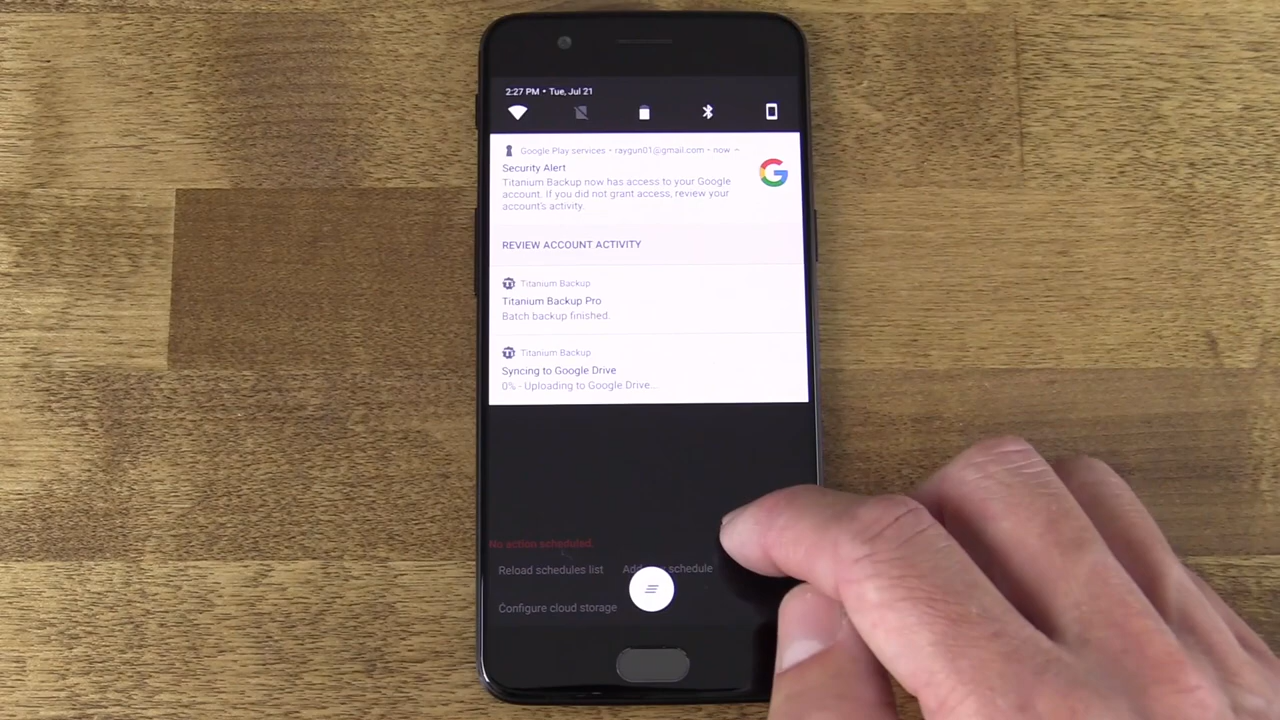 2:27 PM • Tue, Jul 21
Google Play services • raygun01@gmail.com • now
Security Alert
Titanium Backup now has access to your Google
account. If you did not grant access, review your
account's activity.
REVIEW ACCOUNT ACTIVITY
Titanium Backup
Titanium Backup Pro
Batch backup finished.
Titanium Backup
Syncing to Google Drive
0% - Uploading to Google Drive...
No action scheduled.
Reload schedules list
schedule
Configure cloud storage